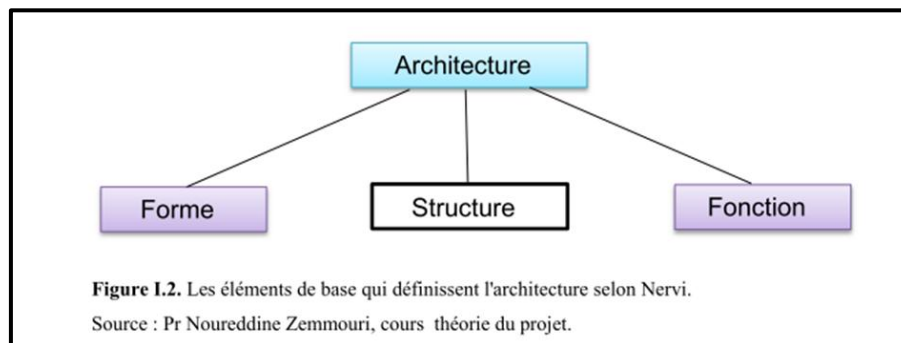 Architecture
Forme
Structure
Fonction
Figure I.2. Les éléments de base qui définissent l'architecture selon Nervi.
Source : Pr Noureddine Zemmouri, cours théorie du projet.